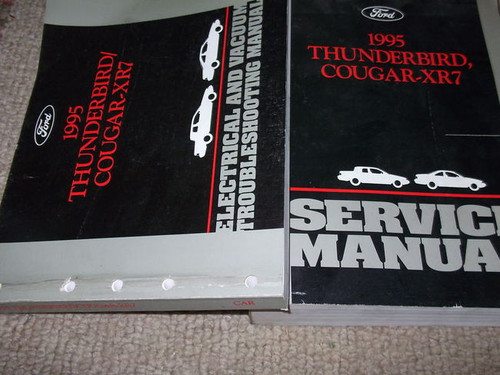 Ford
1995
THUNDERBIRD/
COUGAR-XR7
ELECTRICAL AND VACUUM
TROUBLESHOOTING MANUAL
CAR
Ford
1995
THUNDERBIRD,
COUGAR-XR7
SERVIC
MANUA